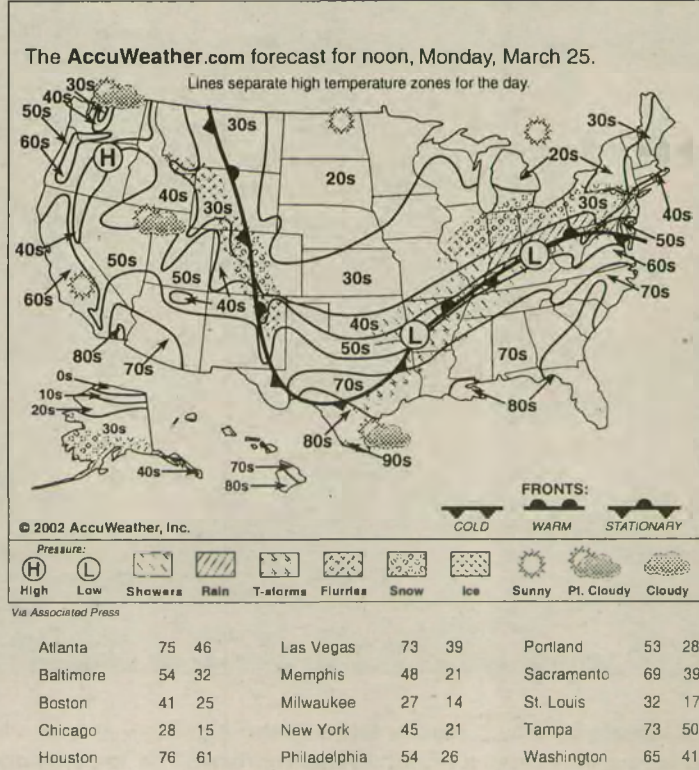 The AccuWeather.com forecast for noon, Monday, March 25.
Lines separate high temperature zones for the day.
30s
40s
50s
60s
H
30s
30s
20s
20s
40s
30s
30s
40s
50s
60s
70s
L
40s
50s
50s
40s
60s
30s
40s
50s
L
80s
70s
70s
70s
80s
80s
90s
0s
10s
20s
30s
40s
70s
80s
© 2002 AccuWeather, Inc.
FRONTS:
COLD WARM STATIONARY
Pressure:
H L
High Low Showers Rain T-storms Flurries Snow Ice Sunny Pt. Cloudy Cloudy
Via Associated Press
Atlanta 75 46 Las Vegas 73 39 Portland 53 28
Baltimore 54 32 Memphis 48 21 Sacramento 69 39
Boston 41 25 Milwaukee 27 14 St. Louis 32 17
Chicago 28 15 New York 45 21 Tampa 73 50
Houston 76 61 Philadelphia 54 26 Washington 65 41